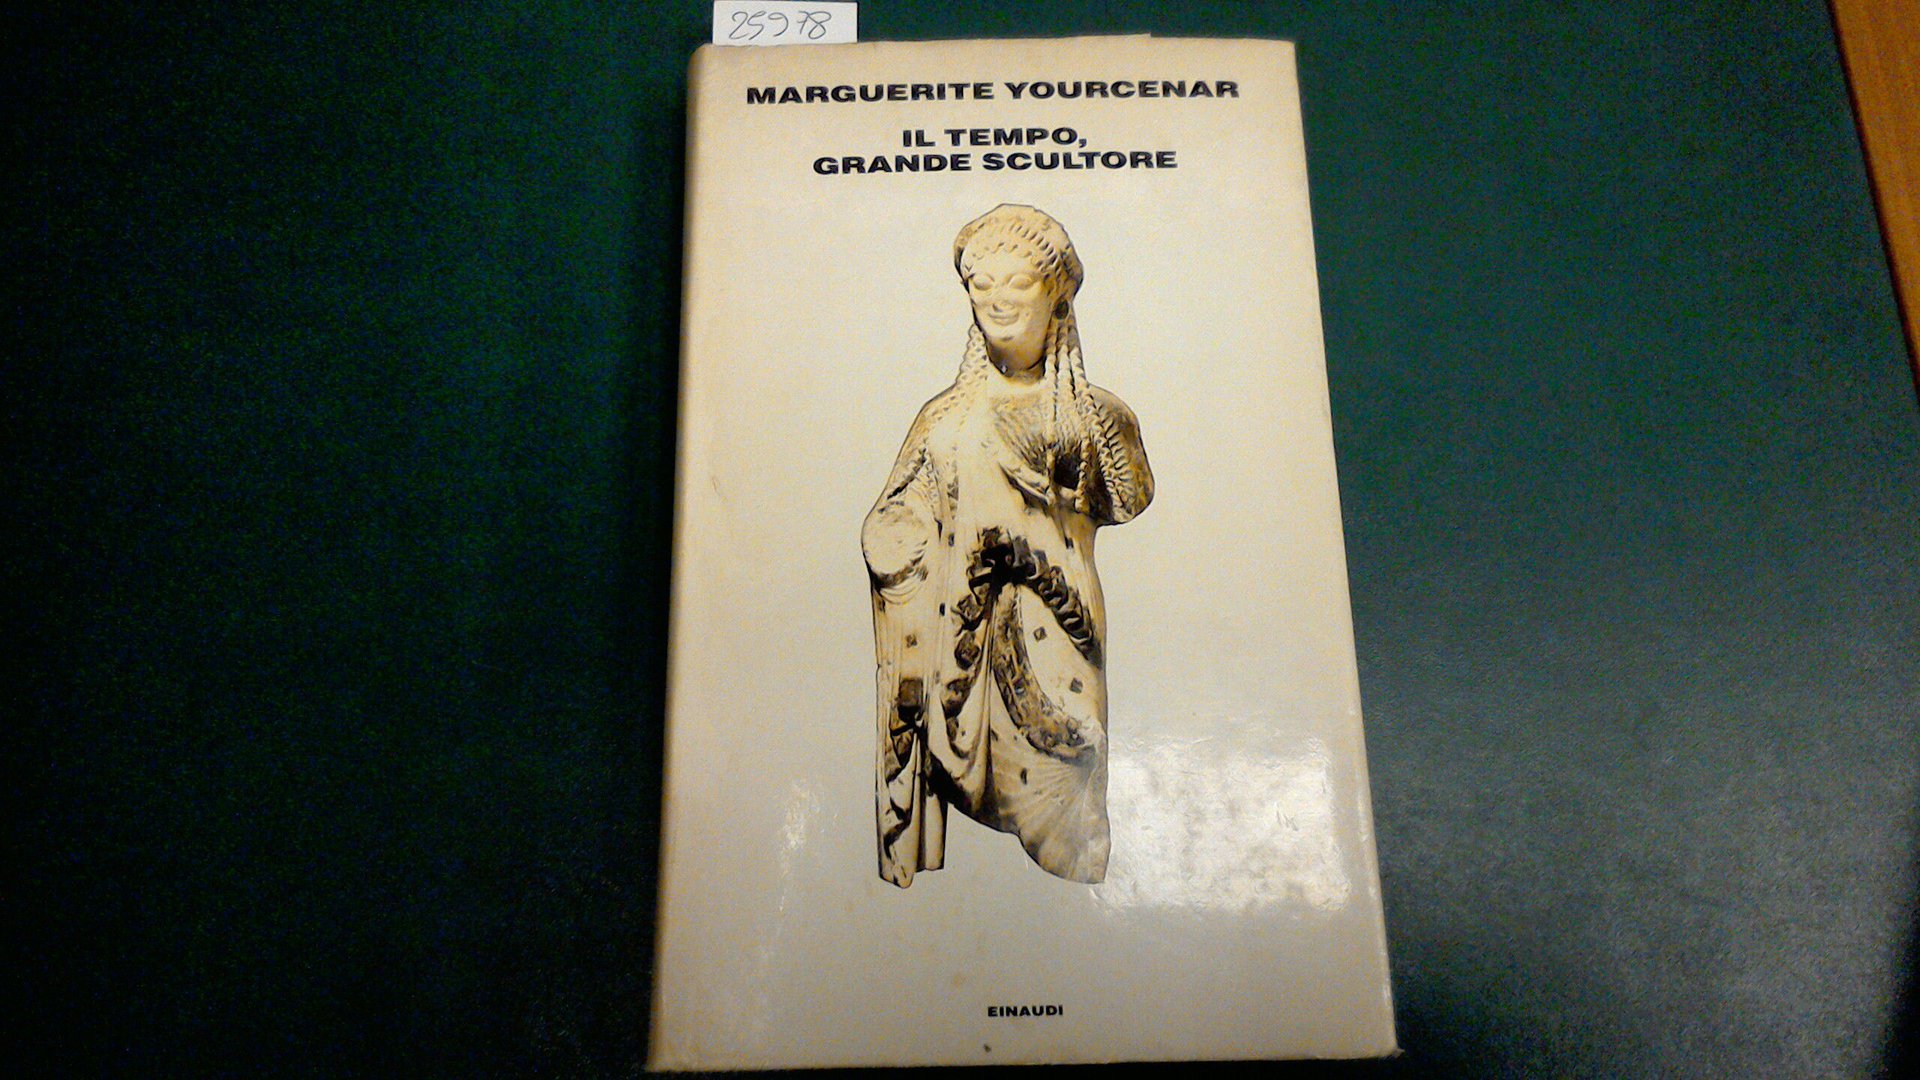 25978
MARGUERITE YOURCENAR
IL TEMPO,
GRANDE SCULTORE
EINAUDI